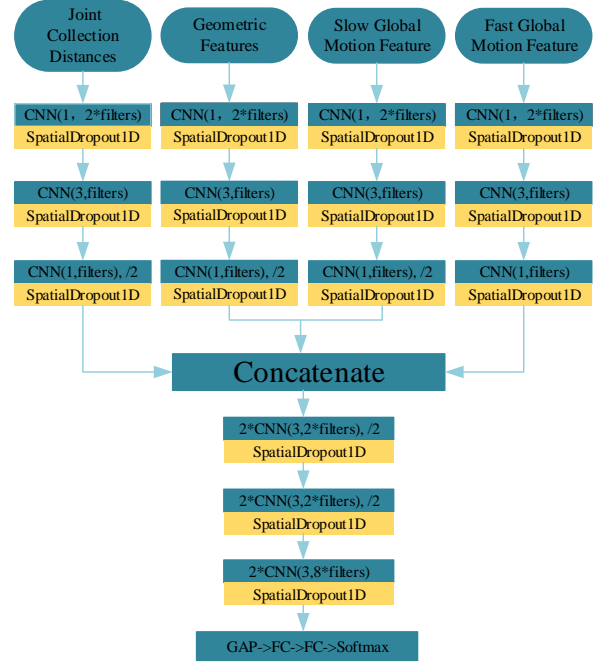 Joint
Collection
Distances
Geometric
Features
Slow Global
Motion Feature
Fast Global
Motion Feature
CNN(1， 2*filters)
SpatialDropout1D
CNN(1， 2*filters)
SpatialDropout1D
CNN(1， 2*filters)
SpatialDropout1D
CNN(1， 2*filters)
SpatialDropout1D
CNN(3,filters)
SpatialDropout1D
CNN(3,filters)
SpatialDropout1D
CNN(3,filters)
SpatialDropout1D
CNN(3,filters)
SpatialDropout1D
CNN(1,filters), /2
SpatialDropout1D
CNN(1,filters), /2
SpatialDropout1D
CNN(1,filters), /2
SpatialDropout1D
CNN(1,filters)
SpatialDropout1D
Concatenate
2*CNN(3,2*filters), /2
SpatialDropout1D
2*CNN(3,2*filters), /2
SpatialDropout1D
2*CNN(3,8*filters)
SpatialDropout1D
GAP->FC->FC->Softmax